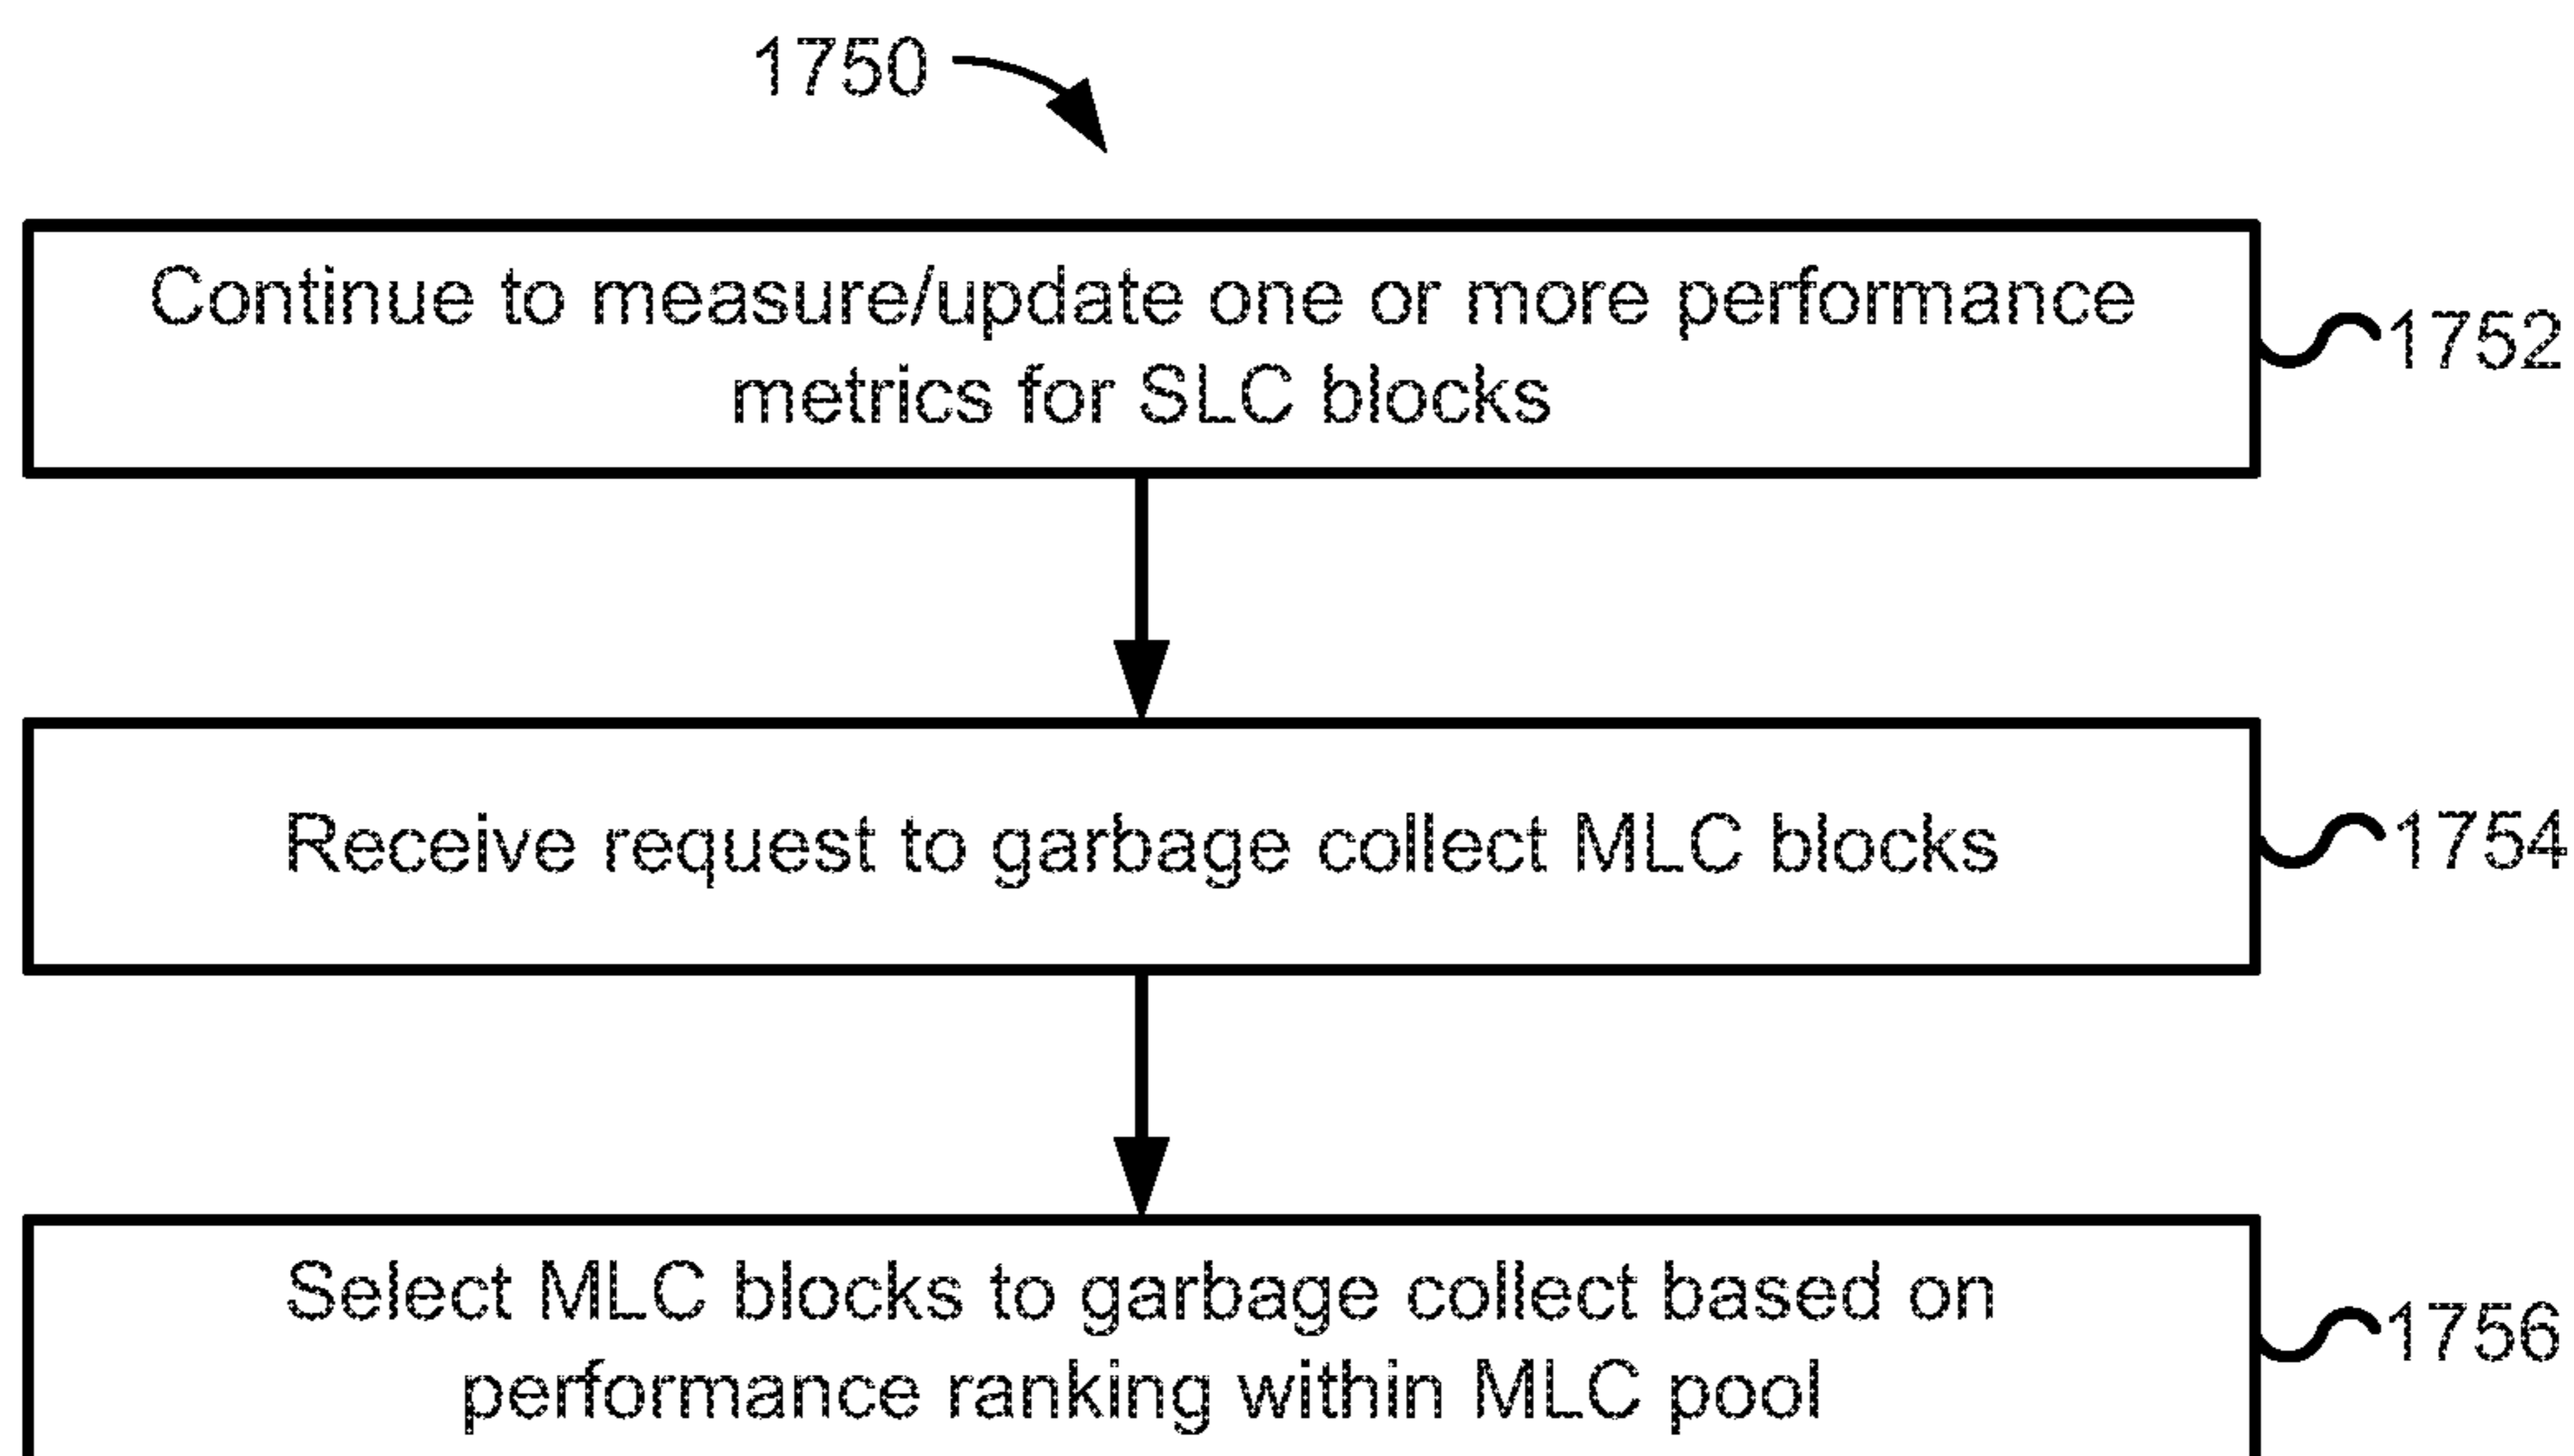 1750
Continue to measure/update one or more performance
metrics for SLC blocks
1752
Receive request to garbage collect MLC blocks
1754
Select MLC blocks to garbage collect based on
performance ranking within MLC pool
1756